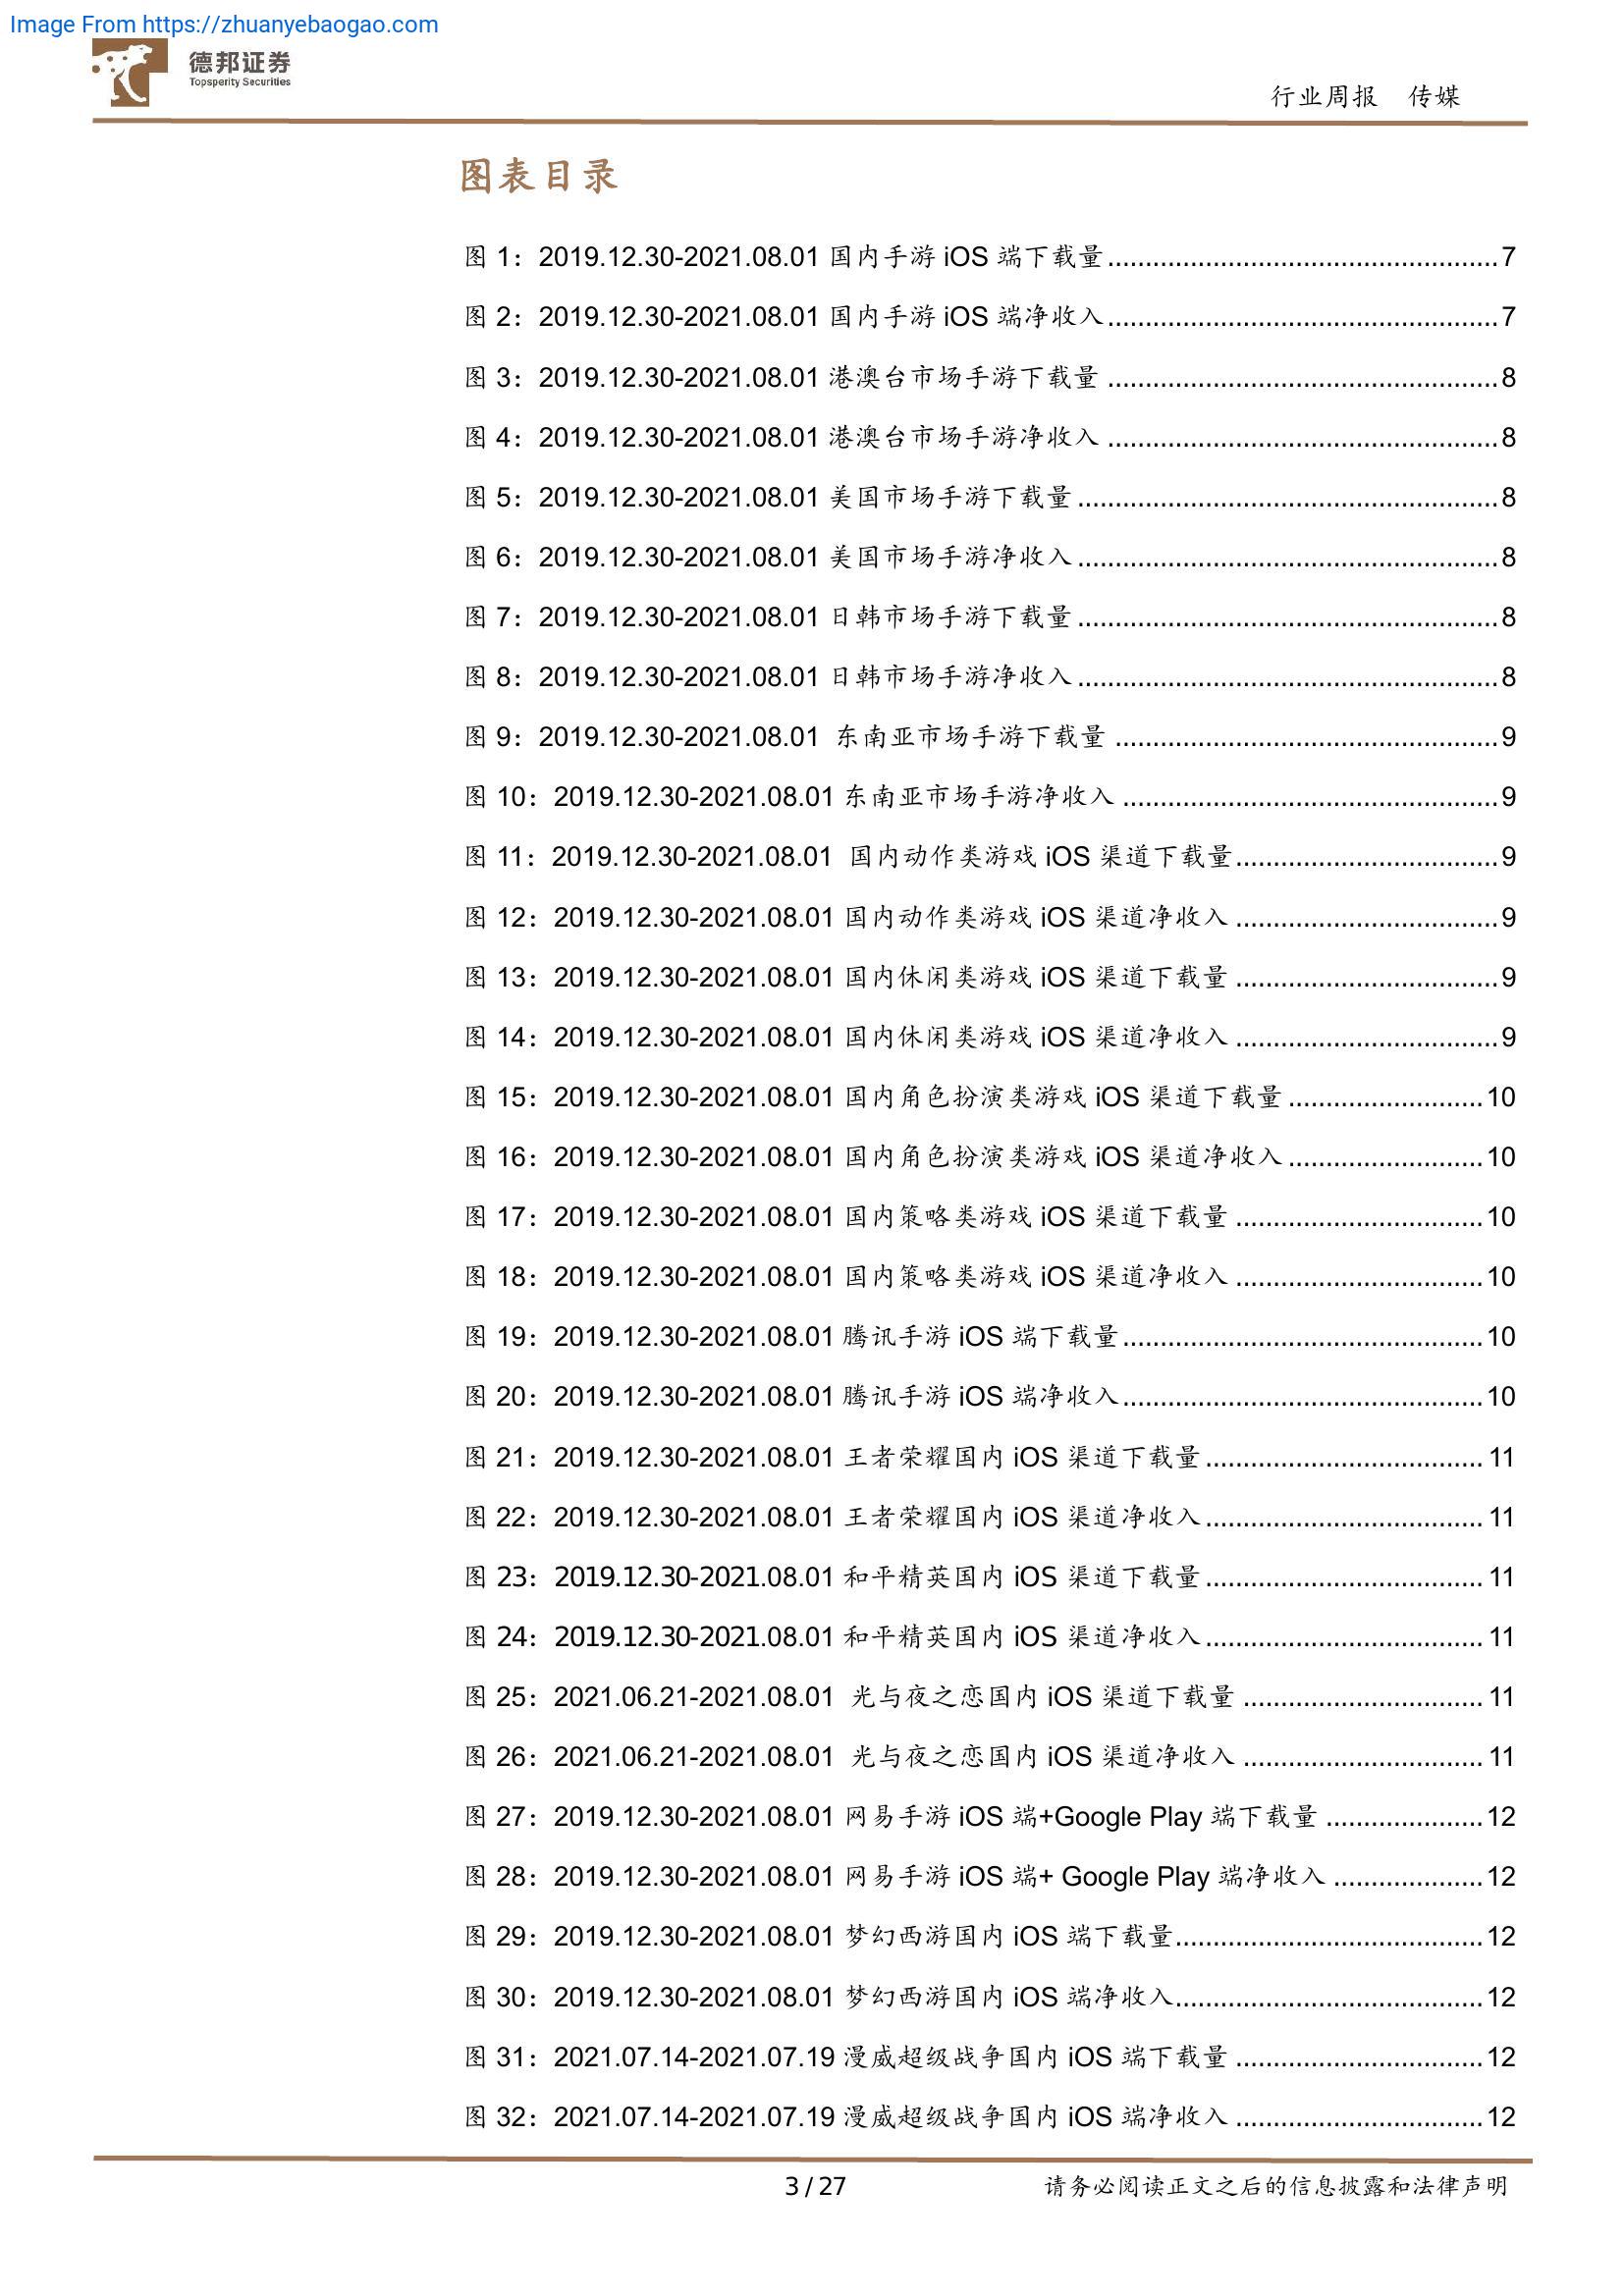 Image From https://zhuanyebaogao.com
德邦证券
Topsperity Securities
行业周报 传媒
图表目录
图 1：2019.12.30-2021.08.01 国内手游 iOS 端下载量....................................................7
图 2：2019.12.30-2021.08.01 国内手游 iOS 端净收入....................................................7
图 3：2019.12.30-2021.08.01 港澳台市场手游下载量 ....................................................8
图 4：2019.12.30-2021.08.01 港澳台市场手游净收入 ....................................................8
图 5：2019.12.30-2021.08.01 美国市场手游下载量 ........................................................8
图 6：2019.12.30-2021.08.01 美国市场手游净收入 ........................................................8
图 7：2019.12.30-2021.08.01 日韩市场手游下载量 ........................................................8
图 8：2019.12.30-2021.08.01 日韩市场手游净收入 ........................................................8
图 9：2019.12.30-2021.08.01 东南亚市场手游下载量 ...................................................9
图 10：2019.12.30-2021.08.01 东南亚市场手游净收入 ..................................................9
图 11：2019.12.30-2021.08.01 国内动作类游戏 iOS 渠道下载量...................................9
图 12：2019.12.30-2021.08.01 国内动作类游戏 iOS 渠道净收入 ...................................9
图 13：2019.12.30-2021.08.01 国内休闲类游戏 iOS 渠道下载量 ...................................9
图 14：2019.12.30-2021.08.01 国内休闲类游戏 iOS 渠道净收入 ...................................9
图 15：2019.12.30-2021.08.01 国内角色扮演类游戏 iOS 渠道下载量 ..........................10
图 16：2019.12.30-2021.08.01 国内角色扮演类游戏 iOS 渠道净收入 ..........................10
图 17：2019.12.30-2021.08.01 国内策略类游戏 iOS 渠道下载量 .................................10
图 18：2019.12.30-2021.08.01 国内策略类游戏 iOS 渠道净收入 .................................10
图 19：2019.12.30-2021.08.01 腾讯手游 iOS 端下载量................................................10
图 20：2019.12.30-2021.08.01 腾讯手游 iOS 端净收入................................................10
图 21：2019.12.30-2021.08.01 王者荣耀国内 iOS 渠道下载量..................................... 11
图 22：2019.12.30-2021.08.01 王者荣耀国内 iOS 渠道净收入..................................... 11
图 23：2019.12.30-2021.08.01 和平精英国内 iOS 渠道下载量..................................... 11
图 24：2019.12.30-2021.08.01 和平精英国内 iOS 渠道净收入..................................... 11
图 25：2021.06.21-2021.08.01 光与夜之恋国内 iOS 渠道下载量 ................................ 11
图 26：2021.06.21-2021.08.01 光与夜之恋国内 iOS 渠道净收入 ................................ 11
图 27：2019.12.30-2021.08.01 网易手游 iOS 端+Google Play 端下载量 .....................12
图 28：2019.12.30-2021.08.01 网易手游 iOS 端+ Google Play 端净收入 ....................12
图 29：2019.12.30-2021.08.01 梦幻西游国内 iOS 端下载量.........................................12
图 30：2019.12.30-2021.08.01 梦幻西游国内 iOS 端净收入.........................................12
图 31：2021.07.14-2021.07.19 漫威超级战争国内 iOS 端下载量 .................................12
图 32：2021.07.14-2021.07.19 漫威超级战争国内 iOS 端净收入 .................................12
3 / 27
请务必阅读正文之后的信息披露和法律声明